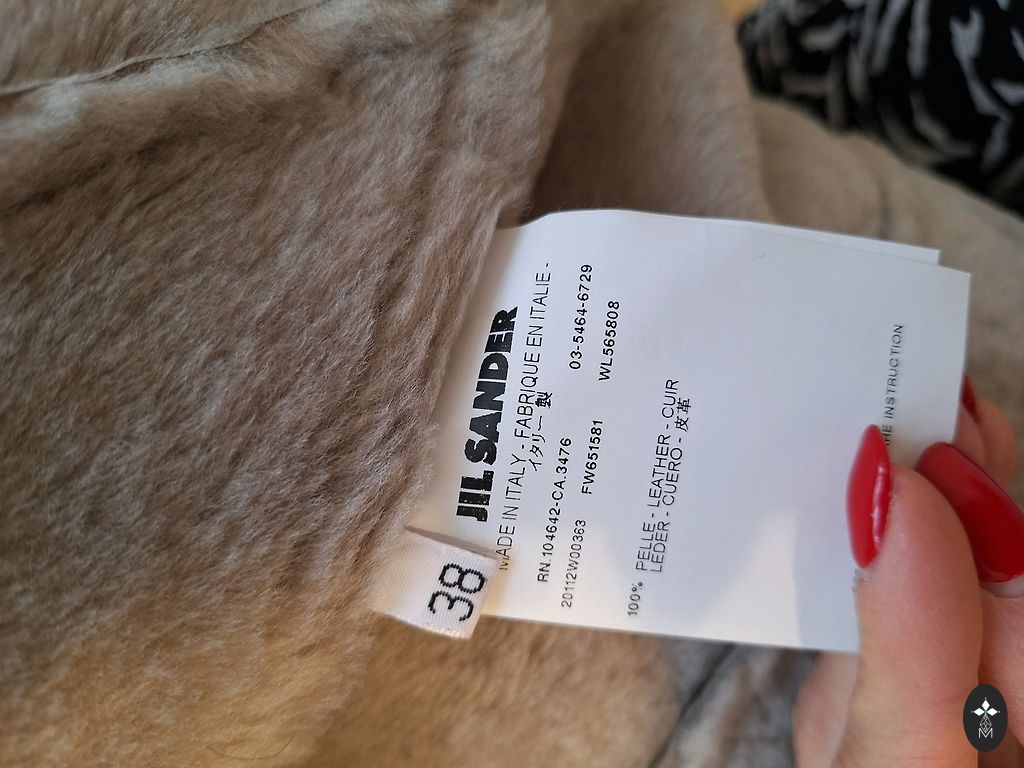 JIL SANDER
MADE IN ITALY - FABRIQUE EN ITALIE -
イタリー 製
RN.104642-CA.3476 03-5464-6729
20112W00363 FW651581 WL565808
100% PELLE - LEATHER - CUIR
LEDER - CUERO - 皮革
INSTRUCTION
38
M